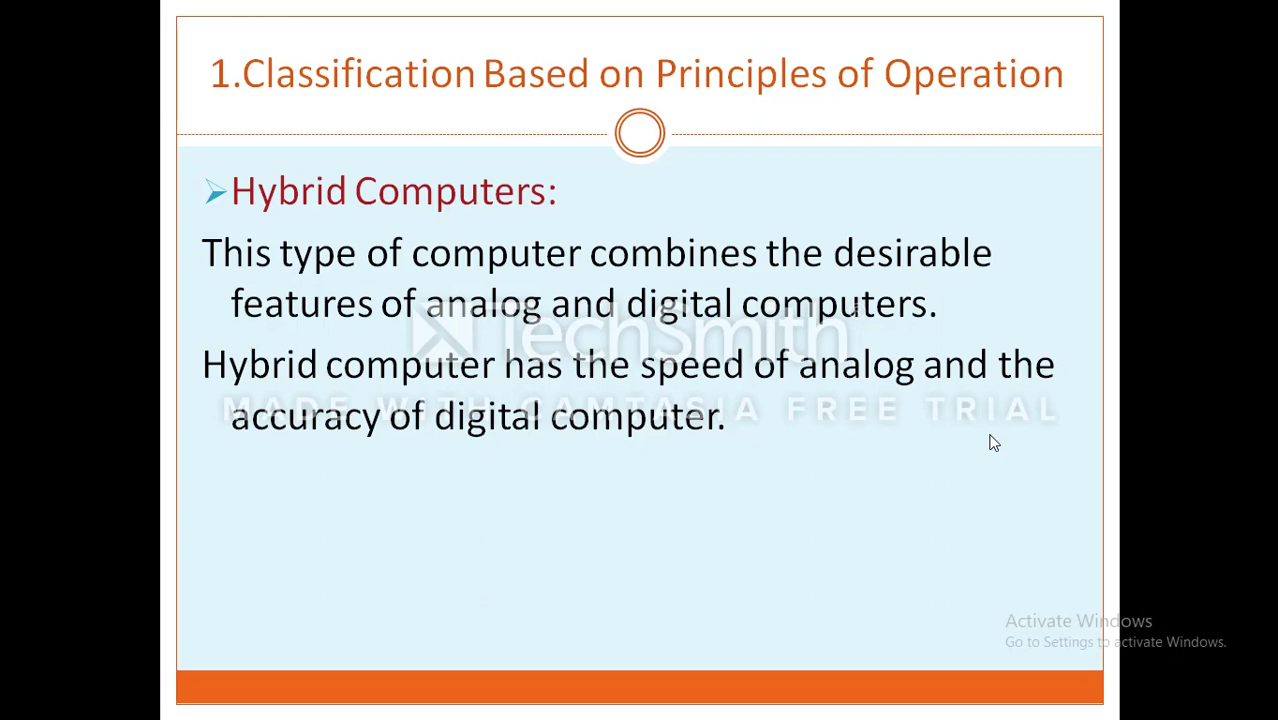 1.Classification Based on Principles of Operation
Hybrid Computers:
This type of computer combines the desirable
features of analog and digital computers.
TechSmith
Hybrid computer has the speed of analog and the
MADE WITH CAMTASIA FREE TRIAL
accuracy of digital computer.
Activate Windows
Go to Settings to activate Windows.